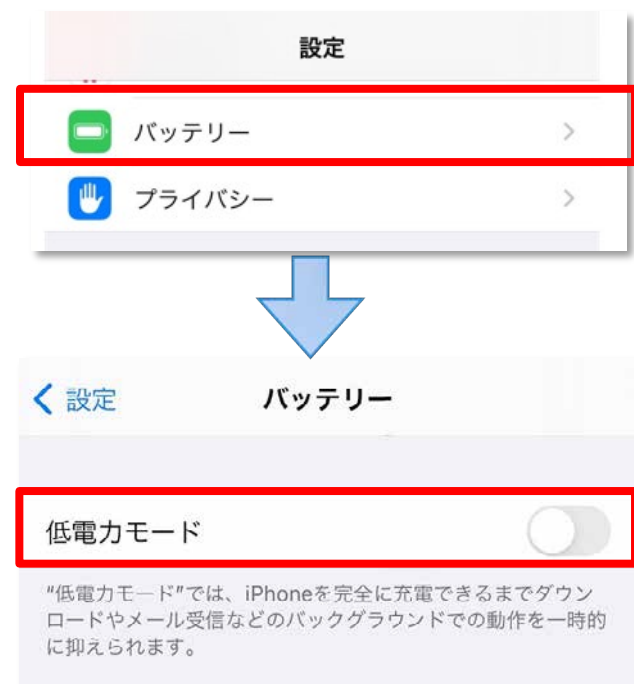 設定
バッテリー
プライバシー
設定
バッテリー
低電力モード
“低電力モード”では、iPhoneを完全に充電できるまでダウン
ロードやメール受信などのバックグラウンドでの動作を一時的
に抑えられます。